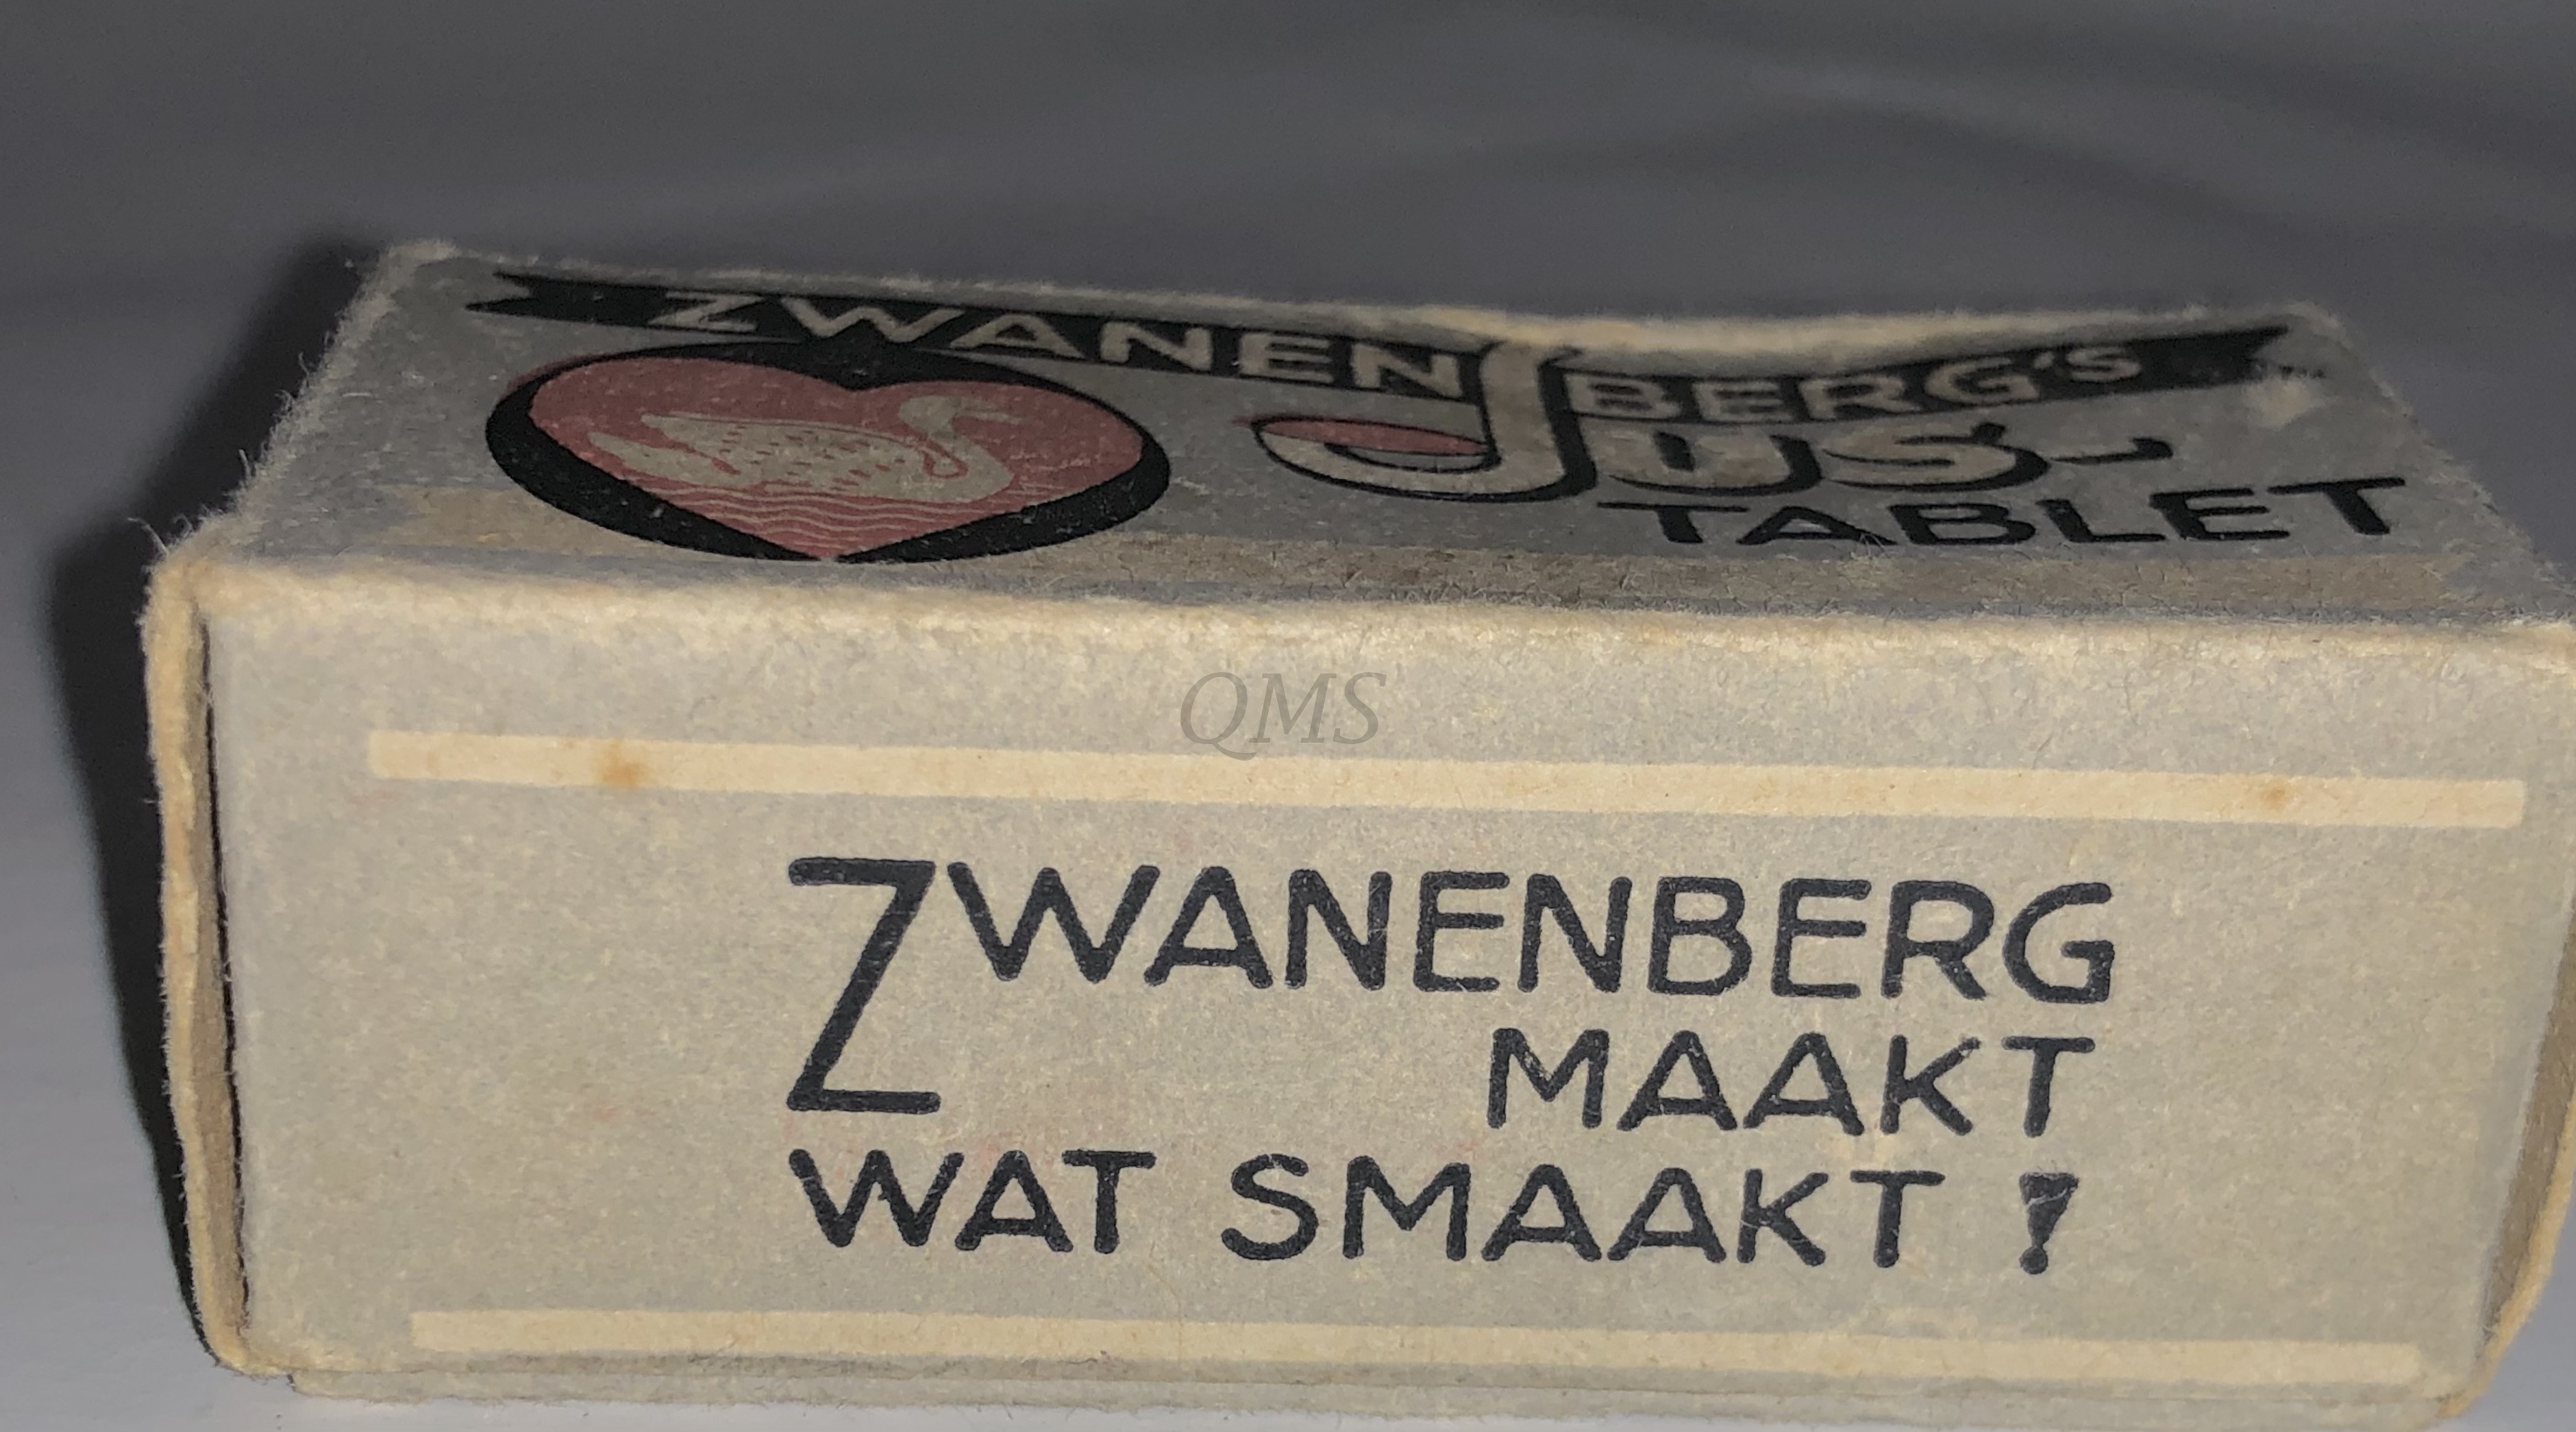 ZWANENBERG'S
JUS-
TABLET
QMS
ZWANENBERG
MAAKT
WAT SMAAKT !